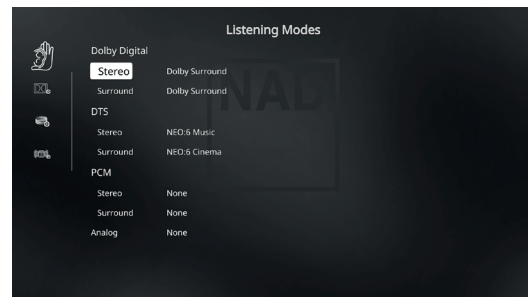 Listening Modes
Dolby Digital
Stereo Dolby Surround
Surround Dolby Surround
DTS
Stereo NEO:6 Music
Surround NEO:6 Cinema
PCM
Stereo None
Surround None
Analog None
NAD